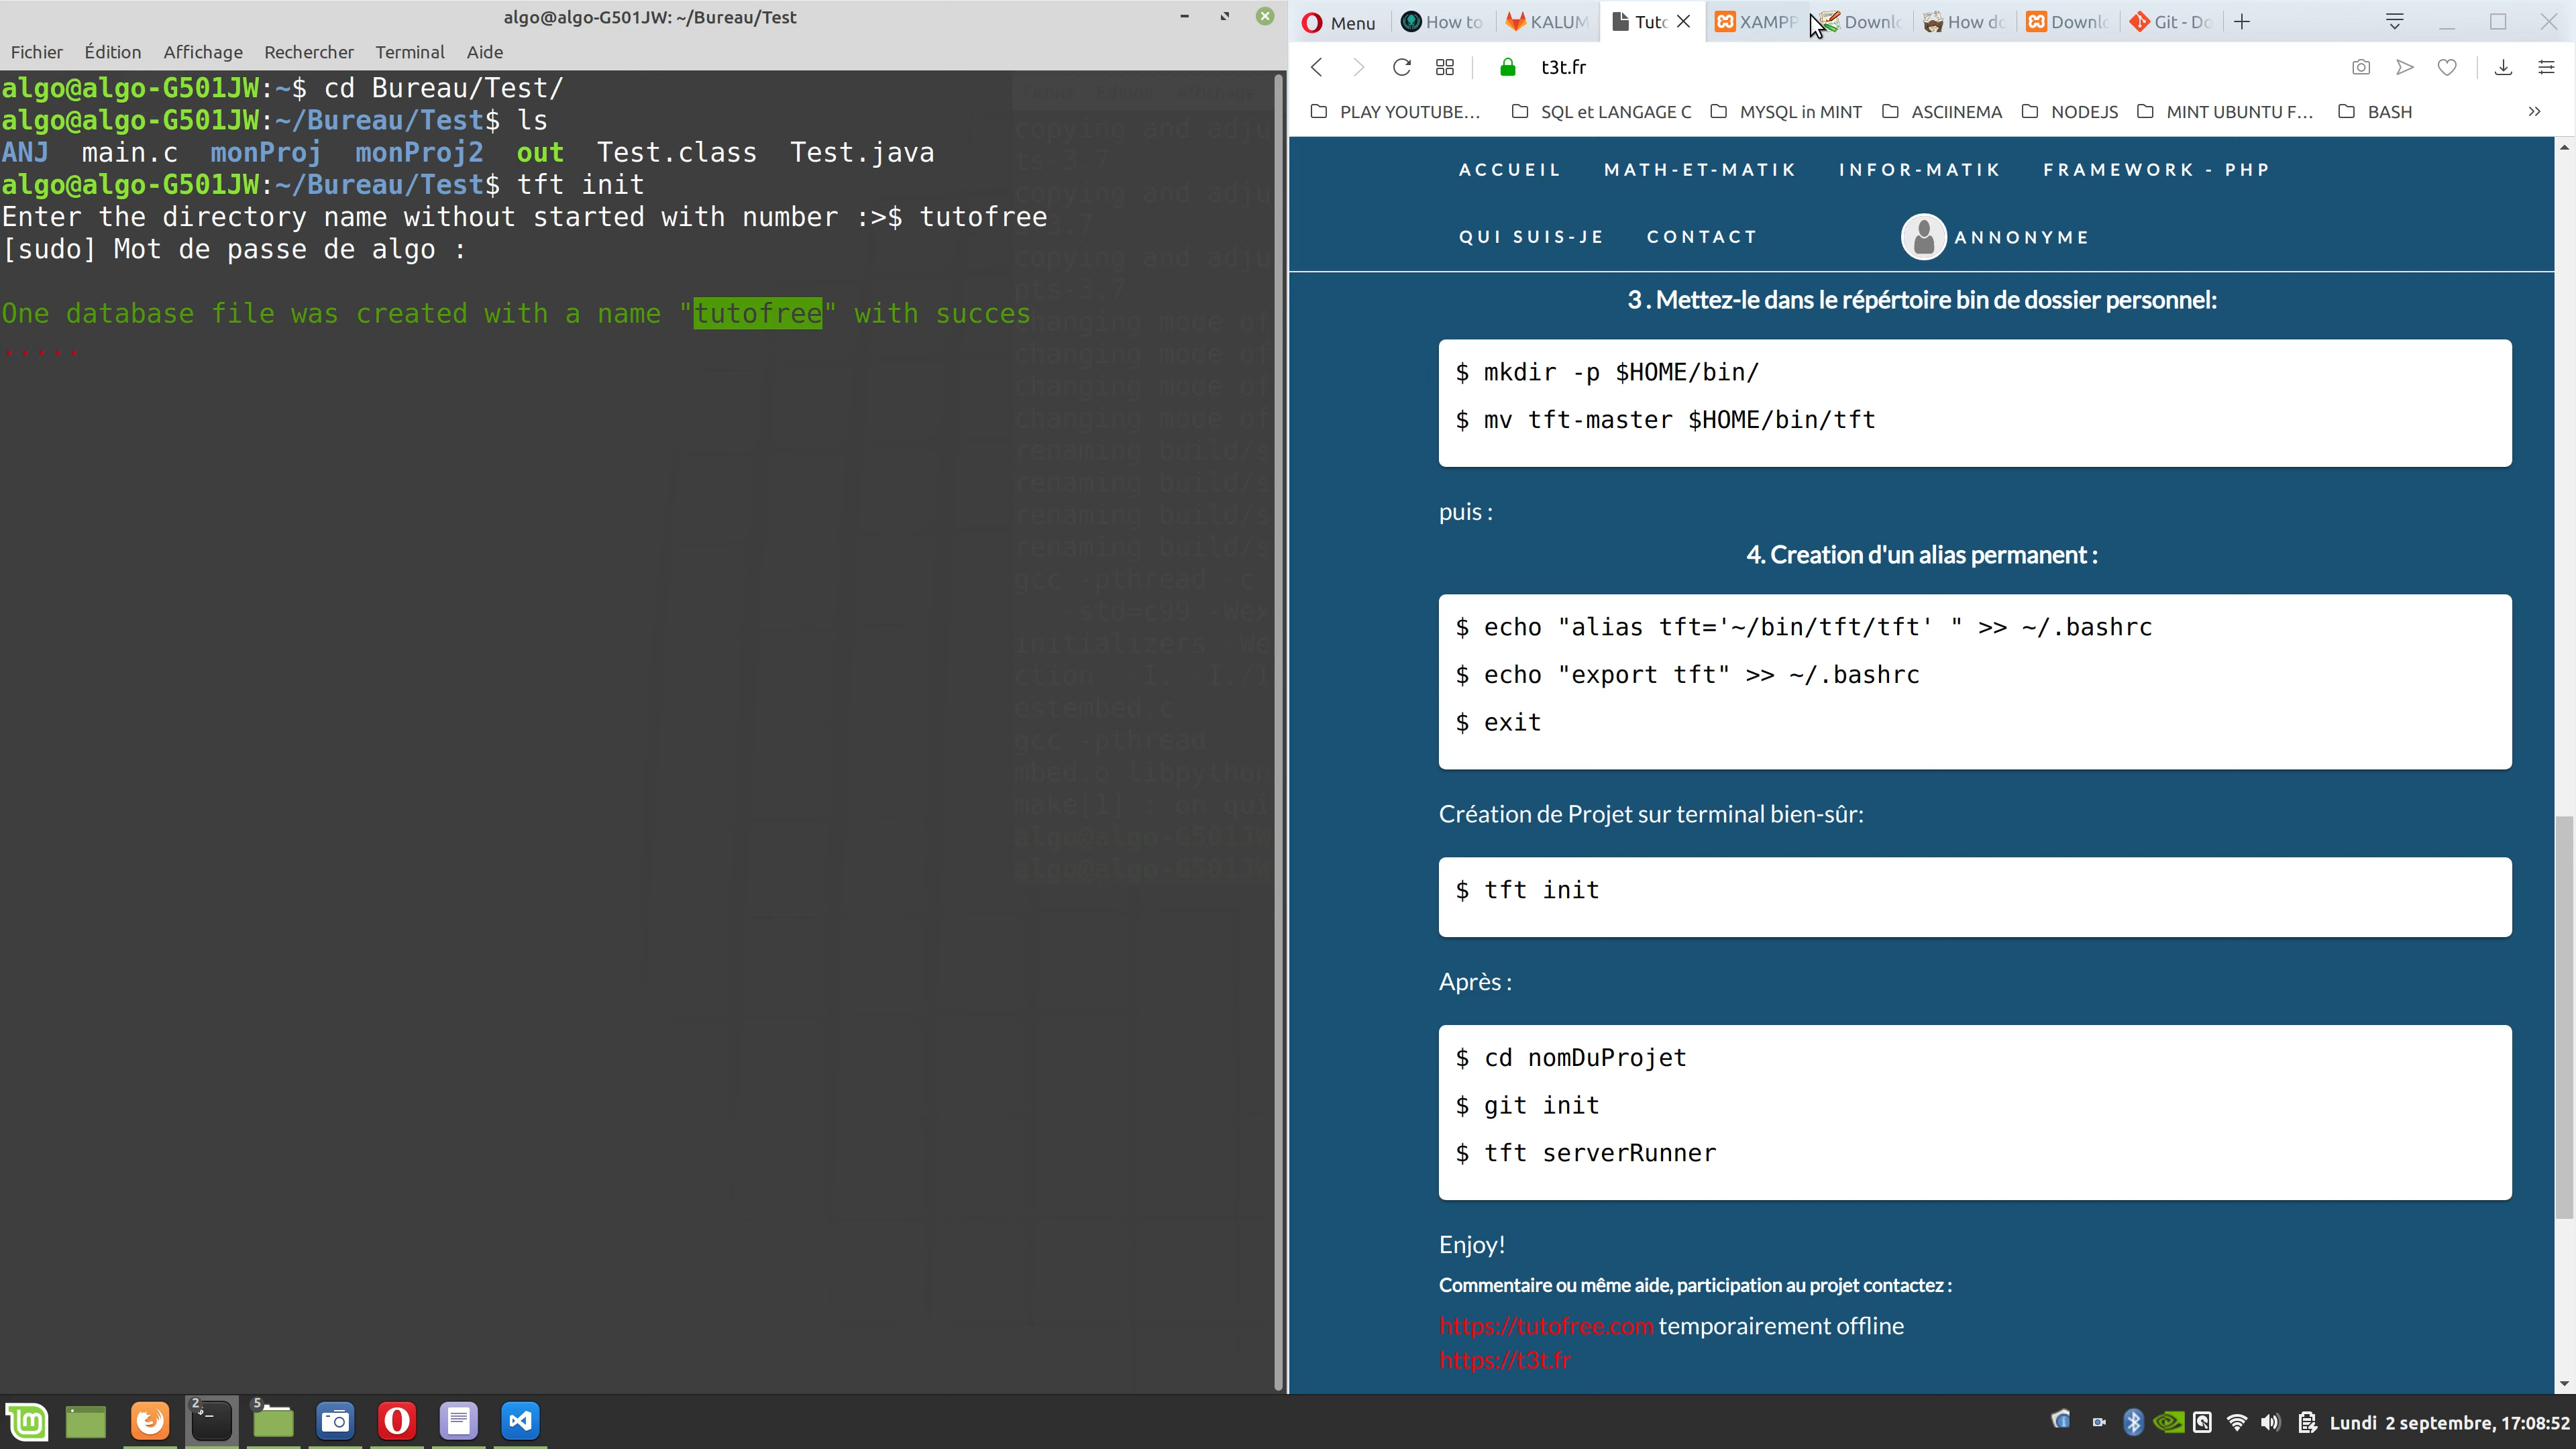 algo@algo-G501JW: ~/Bureau/Test
Fichier Édition Affichage Rechercher Terminal Aide
algo@algo-G501JW:~$ cd Bureau/Test/
algo@algo-G501JW:~/Bureau/Test$ ls
ANJ main.c monProj monProj2 out Test.class Test.java
algo@algo-G501JW:~/Bureau/Test$ tft init
Enter the directory name without started with number :>$ tutofree
[sudo] Mot de passe de algo :
One database file was created with a name "tutofree" with succes
.....
Menu How to KALUM Tuto XAMPP Downlo How do Downlo Git - Do
t3t.fr
PLAY YOUTUBE... SQL et LANGAGE C MYSQL in MINT ASCIINEMA NODEJS MINT UBUNTU F... BASH »
ACCUEIL MATH-ET-MATIK INFOR-MATIK FRAMEWORK - PHP
QUI SUIS-JE CONTACT ANNONYME
3 . Mettez-le dans le répértoire bin de dossier personnel:
$ mkdir -p $HOME/bin/
$ mv tft-master $HOME/bin/tft
puis :
4. Creation d'un alias permanent :
$ echo "alias tft='~/bin/tft/tft' " >> ~/.bashrc
$ echo "export tft" >> ~/.bashrc
$ exit
Création de Projet sur terminal bien-sûr:
$ tft init
Après :
$ cd nomDuProjet
$ git init
$ tft serverRunner
Enjoy!
Commentaire ou même aide, participation au projet contactez :
https://tutofree.com temporairement offline
https://t3t.fr
2 5
Lundi 2 septembre, 17:08:52